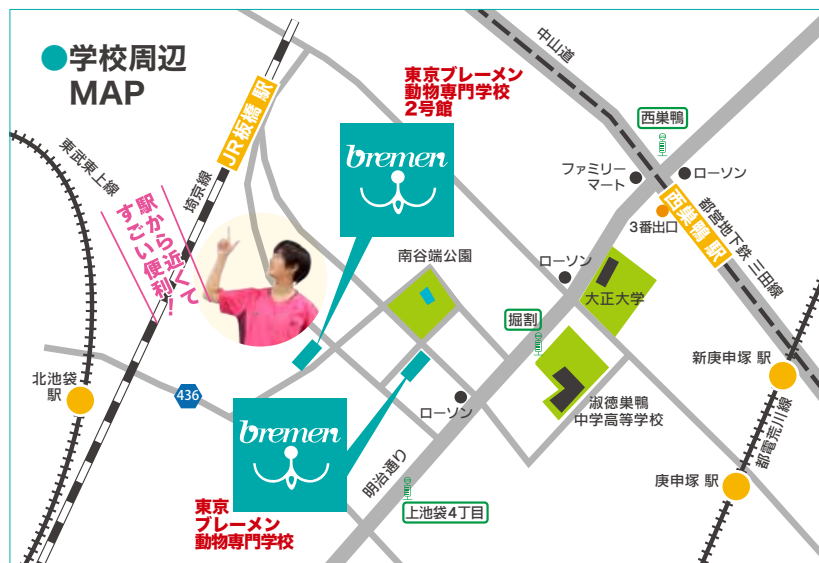 ●学校周辺
MAP
東京ブレーメン
動物専門学校
2号館
bremen
中山道
西巣鴨
ファミリー
マート
ローソン
3番出口
西巣鴨 駅
都営地下鉄 三田線
JR板橋 駅
埼京線
東武東上線
駅から近くて
すごい便利!
南谷端公園
ローソン
大正大学
掘割
新庚申塚 駅
北池袋
駅
436
ローソン
淑徳巣鴨
中学高等学校
都電荒川線
bremen
明治通り
庚申塚 駅
上池袋4丁目
東京
ブレーメン
動物専門学校